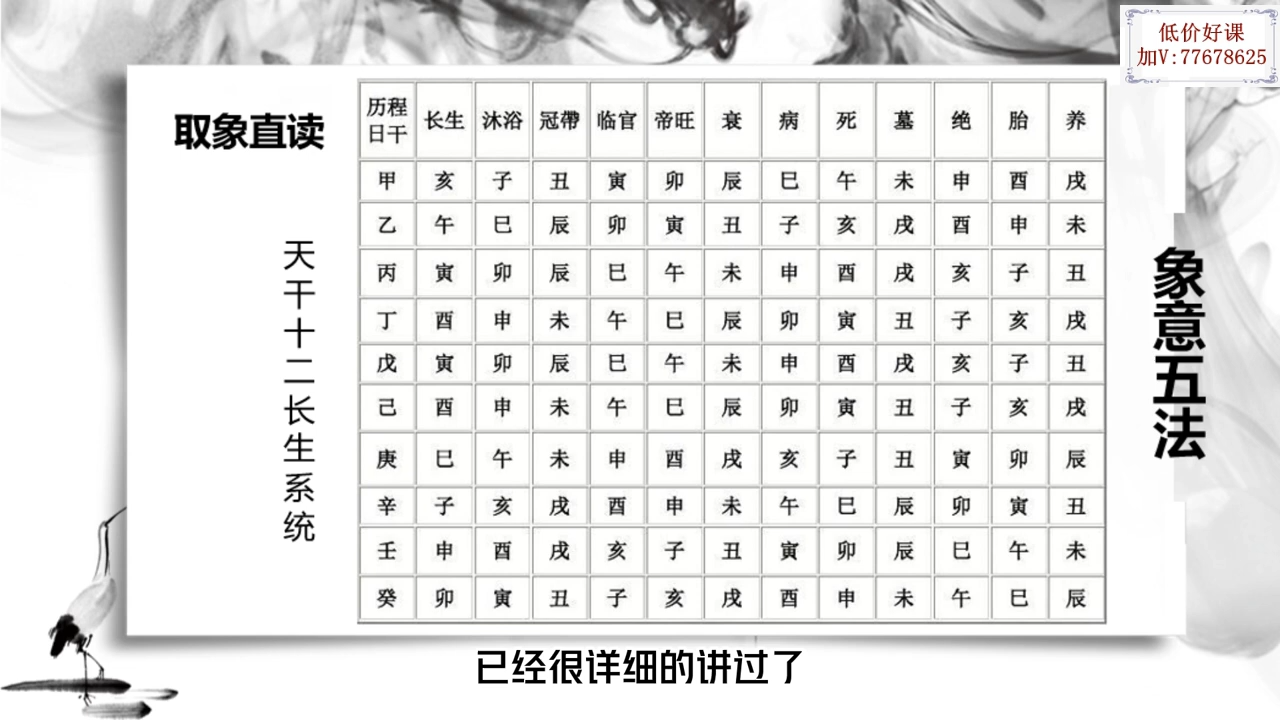 低价好课
加V:77678625
取象直读
天干十二长生系统
历程
日干 长生 沐浴 冠帶 临官 帝旺 衰 病 死 墓 绝 胎 养
甲 亥 子 丑 寅 卯 辰 巳 午 未 申 酉 戌
乙 午 巳 辰 卯 寅 丑 子 亥 戌 酉 申 未
丙 寅 卯 辰 巳 午 未 申 酉 戌 亥 子 丑
丁 酉 申 未 午 巳 辰 卯 寅 丑 子 亥 戌
戊 寅 卯 辰 巳 午 未 申 酉 戌 亥 子 丑
己 酉 申 未 午 巳 辰 卯 寅 丑 子 亥 戌
庚 巳 午 未 申 酉 戌 亥 子 丑 寅 卯 辰
辛 子 亥 戌 酉 申 未 午 巳 辰 卯 寅 丑
壬 申 酉 戌 亥 子 丑 寅 卯 辰 巳 午 未
癸 卯 寅 丑 子 亥 戌 酉 申 未 午 巳 辰
象意五法
已经很详细的讲过了